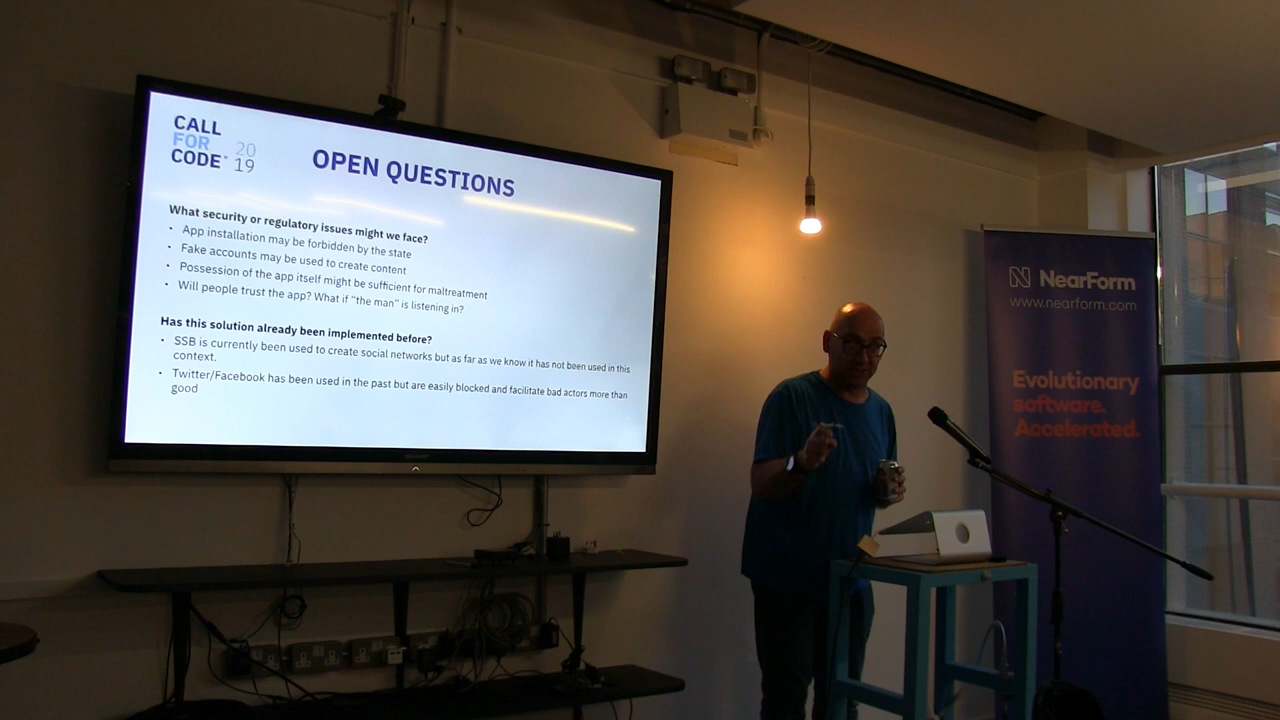 CALL
FOR 20
CODE 19
OPEN QUESTIONS
What security or regulatory issues might we face?
• App installation may be forbidden by the state
• Fake accounts may be used to create content
• Possession of the app itself might be sufficient for maltreatment
• Will people trust the app? What if "the man" is listening in?
Has this solution already been implemented before?
• SSB is currently been used to create social networks but as far as we know it has not been used in this
context.
• Twitter/Facebook has been used in the past but are easily blocked and facilitate bad actors more than
good
NearForm
www.nearform.com
Evolutionary
software.
Accelerated.